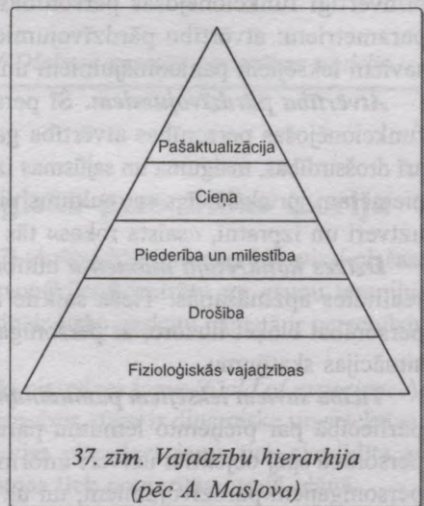 Pašaktualizācija
Cieņa
Piederība un mīlestība
Drošība
Fizioloģiskās vajadzības
37. zīm. Vajadzību hierarhija
(pēc A. Maslova)